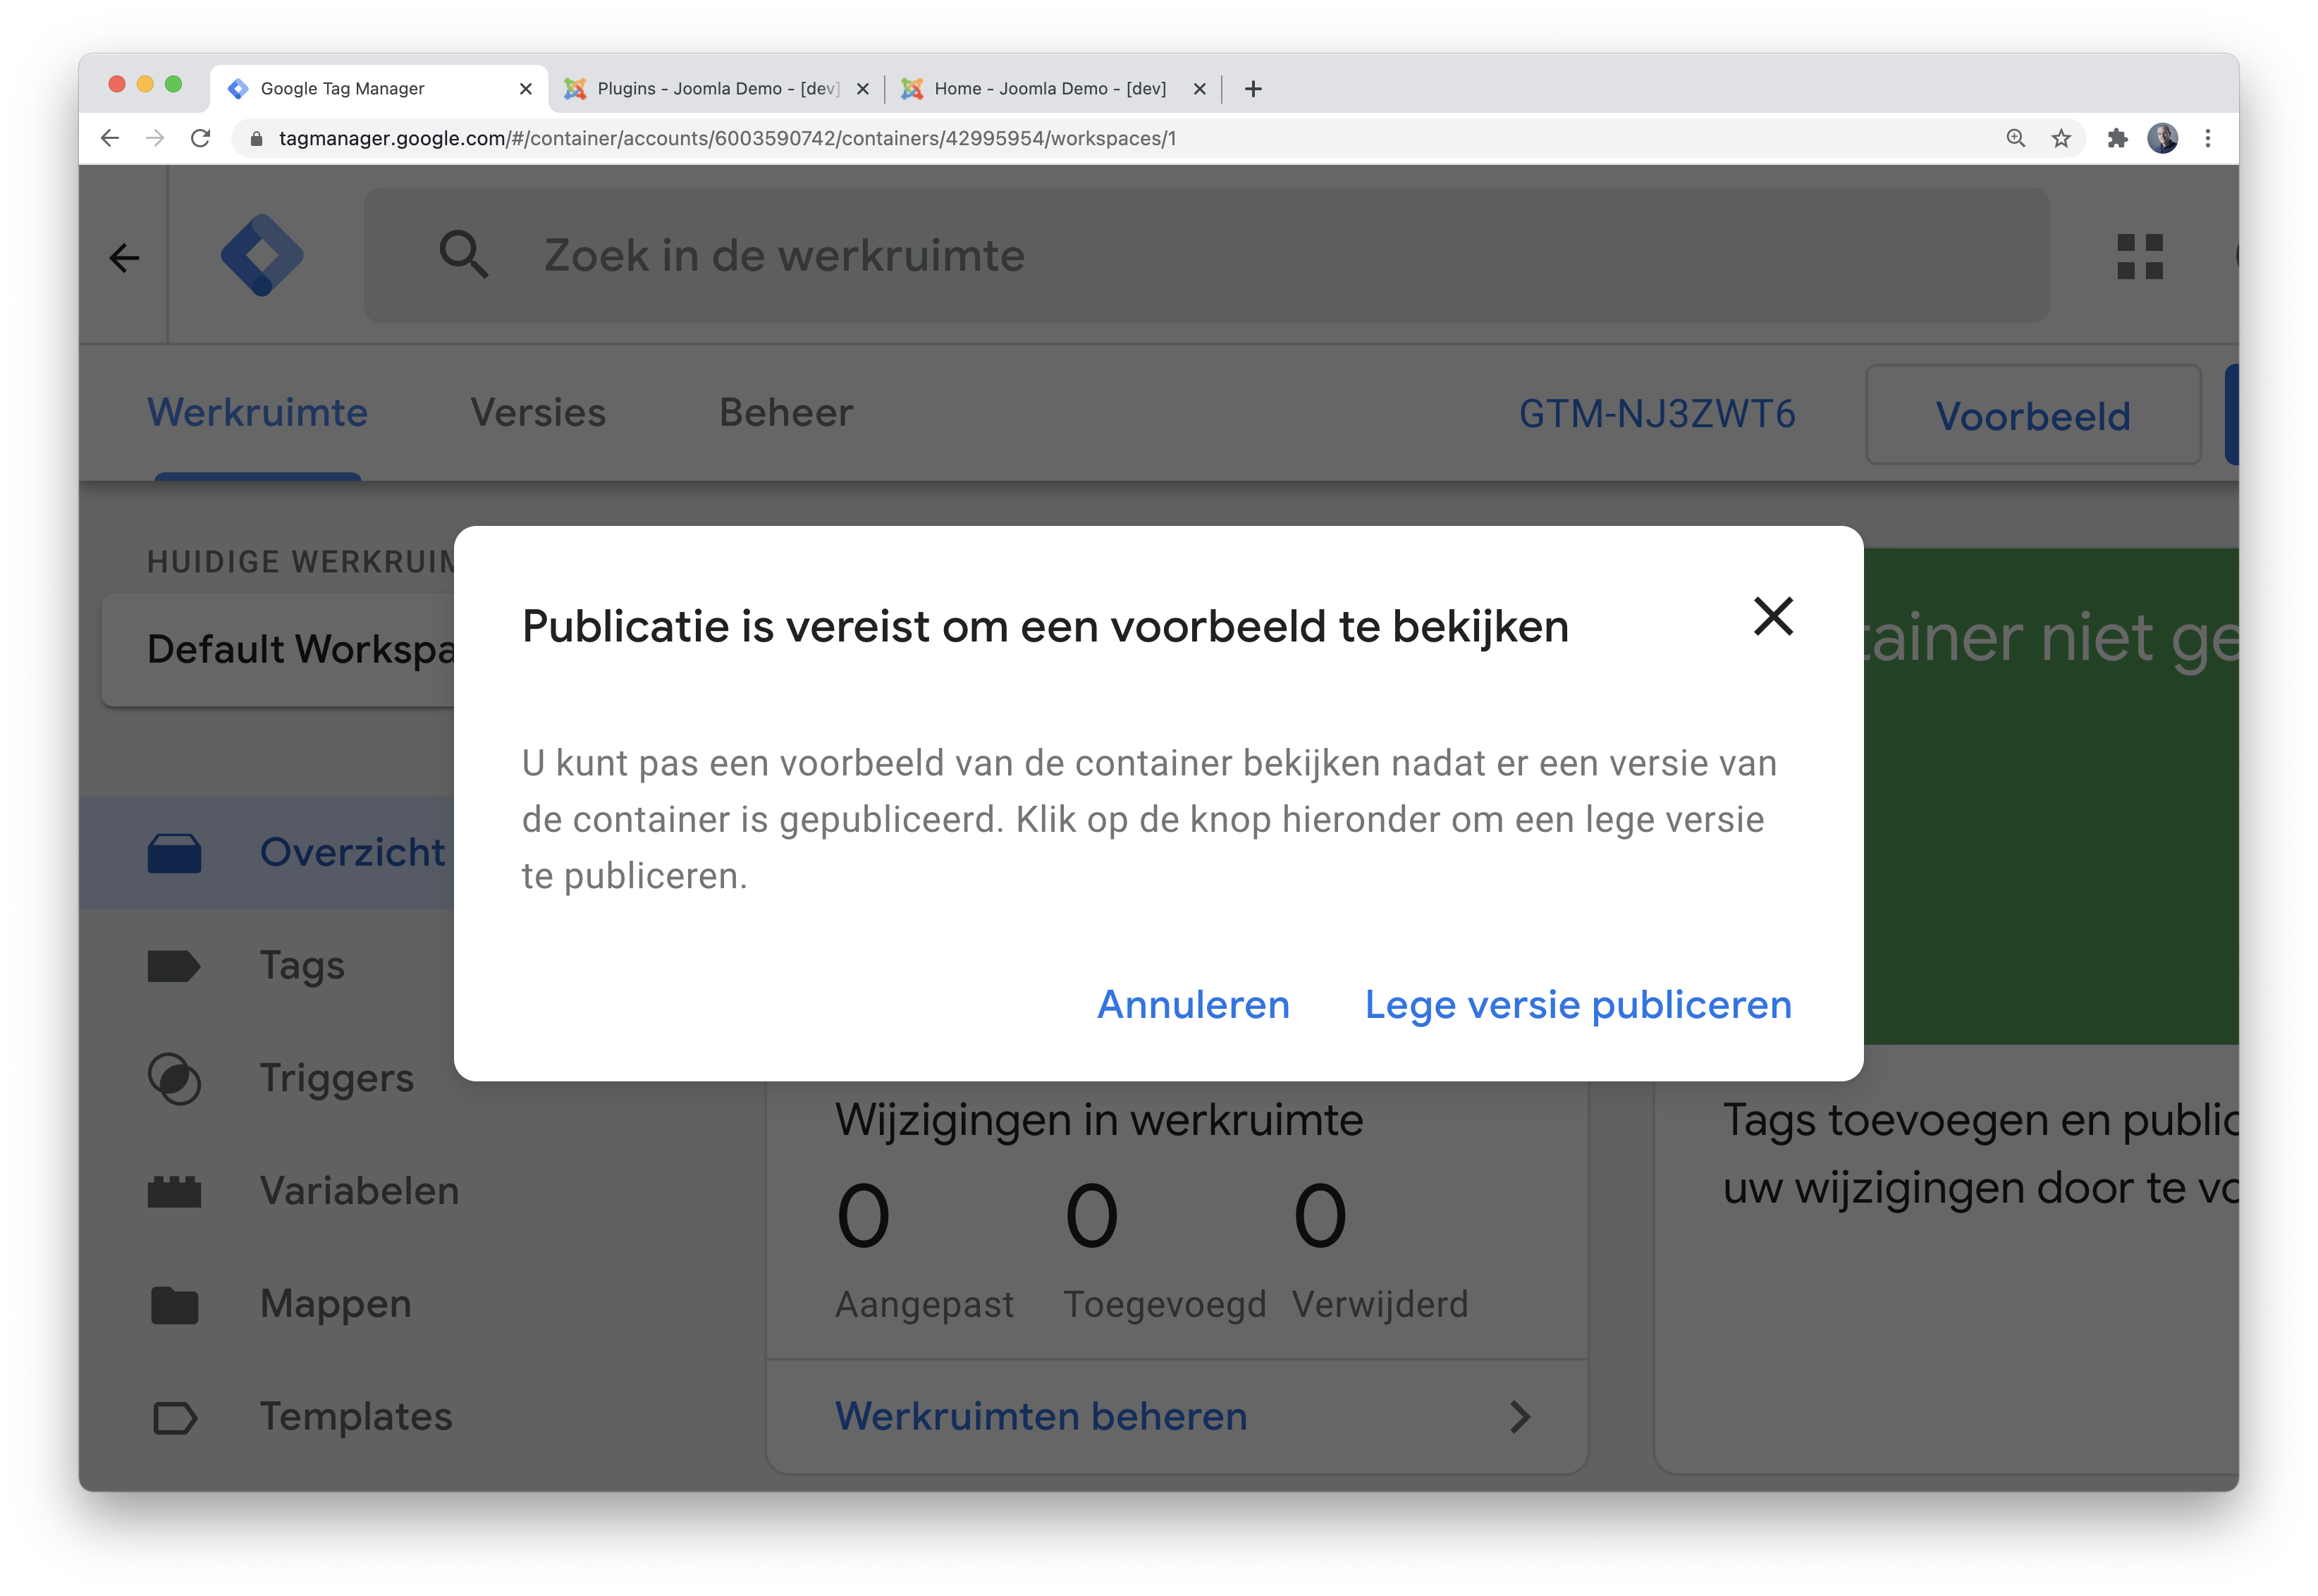 Google Tag Manager
Plugins - Joomla Demo - [dev]
Home - Joomla Demo - [dev]
tagmanager.google.com/#/container/accounts/6003590742/containers/42995954/workspaces/1
Zoek in de werkruimte
Werkruimte
Versies
Beheer
GTM-NJ3ZWT6
Voorbeeld
HUIDIGE
Default
Publicatie is vereist om een voorbeeld te bekijken
tainer niet ge
U kunt pas een voorbeeld van de container bekijken nadat er een versie van
de container is gepubliceerd. Klik op de knop hieronder om een lege versie
te publiceren.
Annuleren
Lege versie publiceren
Overzicht
Tags
Triggers
Variabelen
Mappen
Templates
Wijzigingen in werkruimte
0 0 0
Aangepast Toegevoegd Verwijderd
Werkruimten beheren
Tags toevoegen en public
uw wijzigingen door te vo